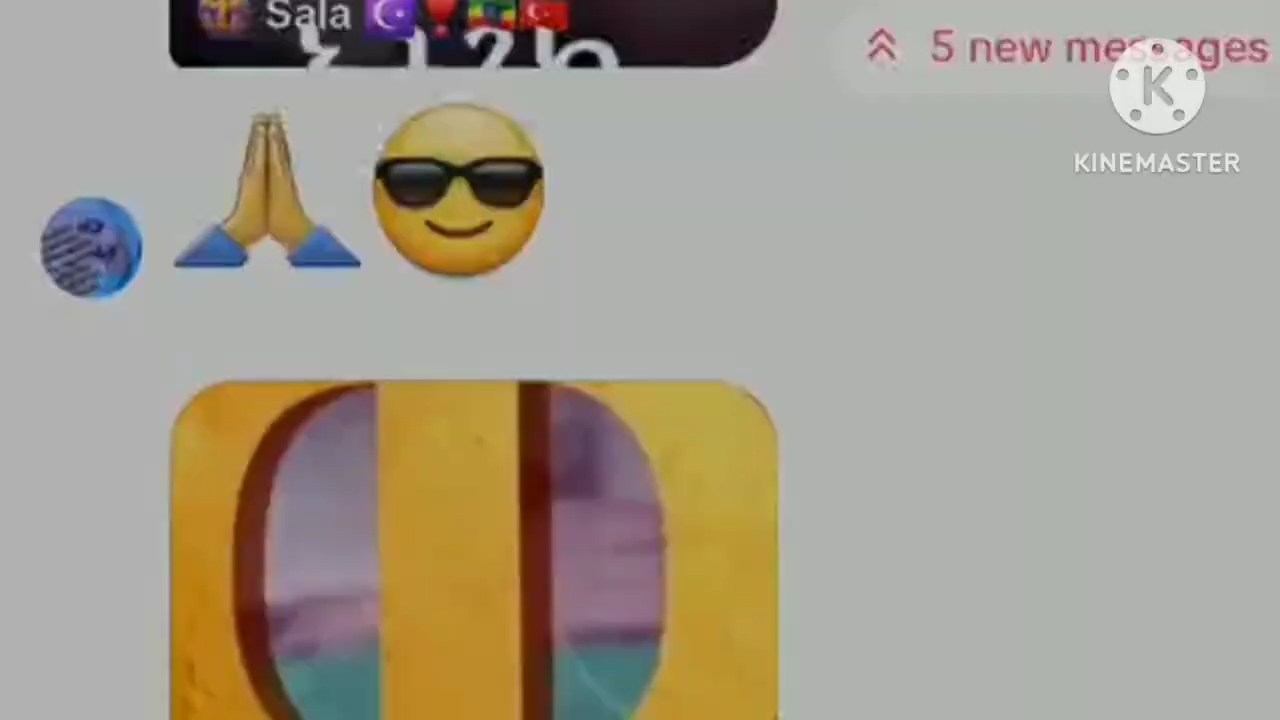 Sala ☪️❣️🇪🇹🇹🇷
5 new messages
🙏😎
K
KINEMASTER